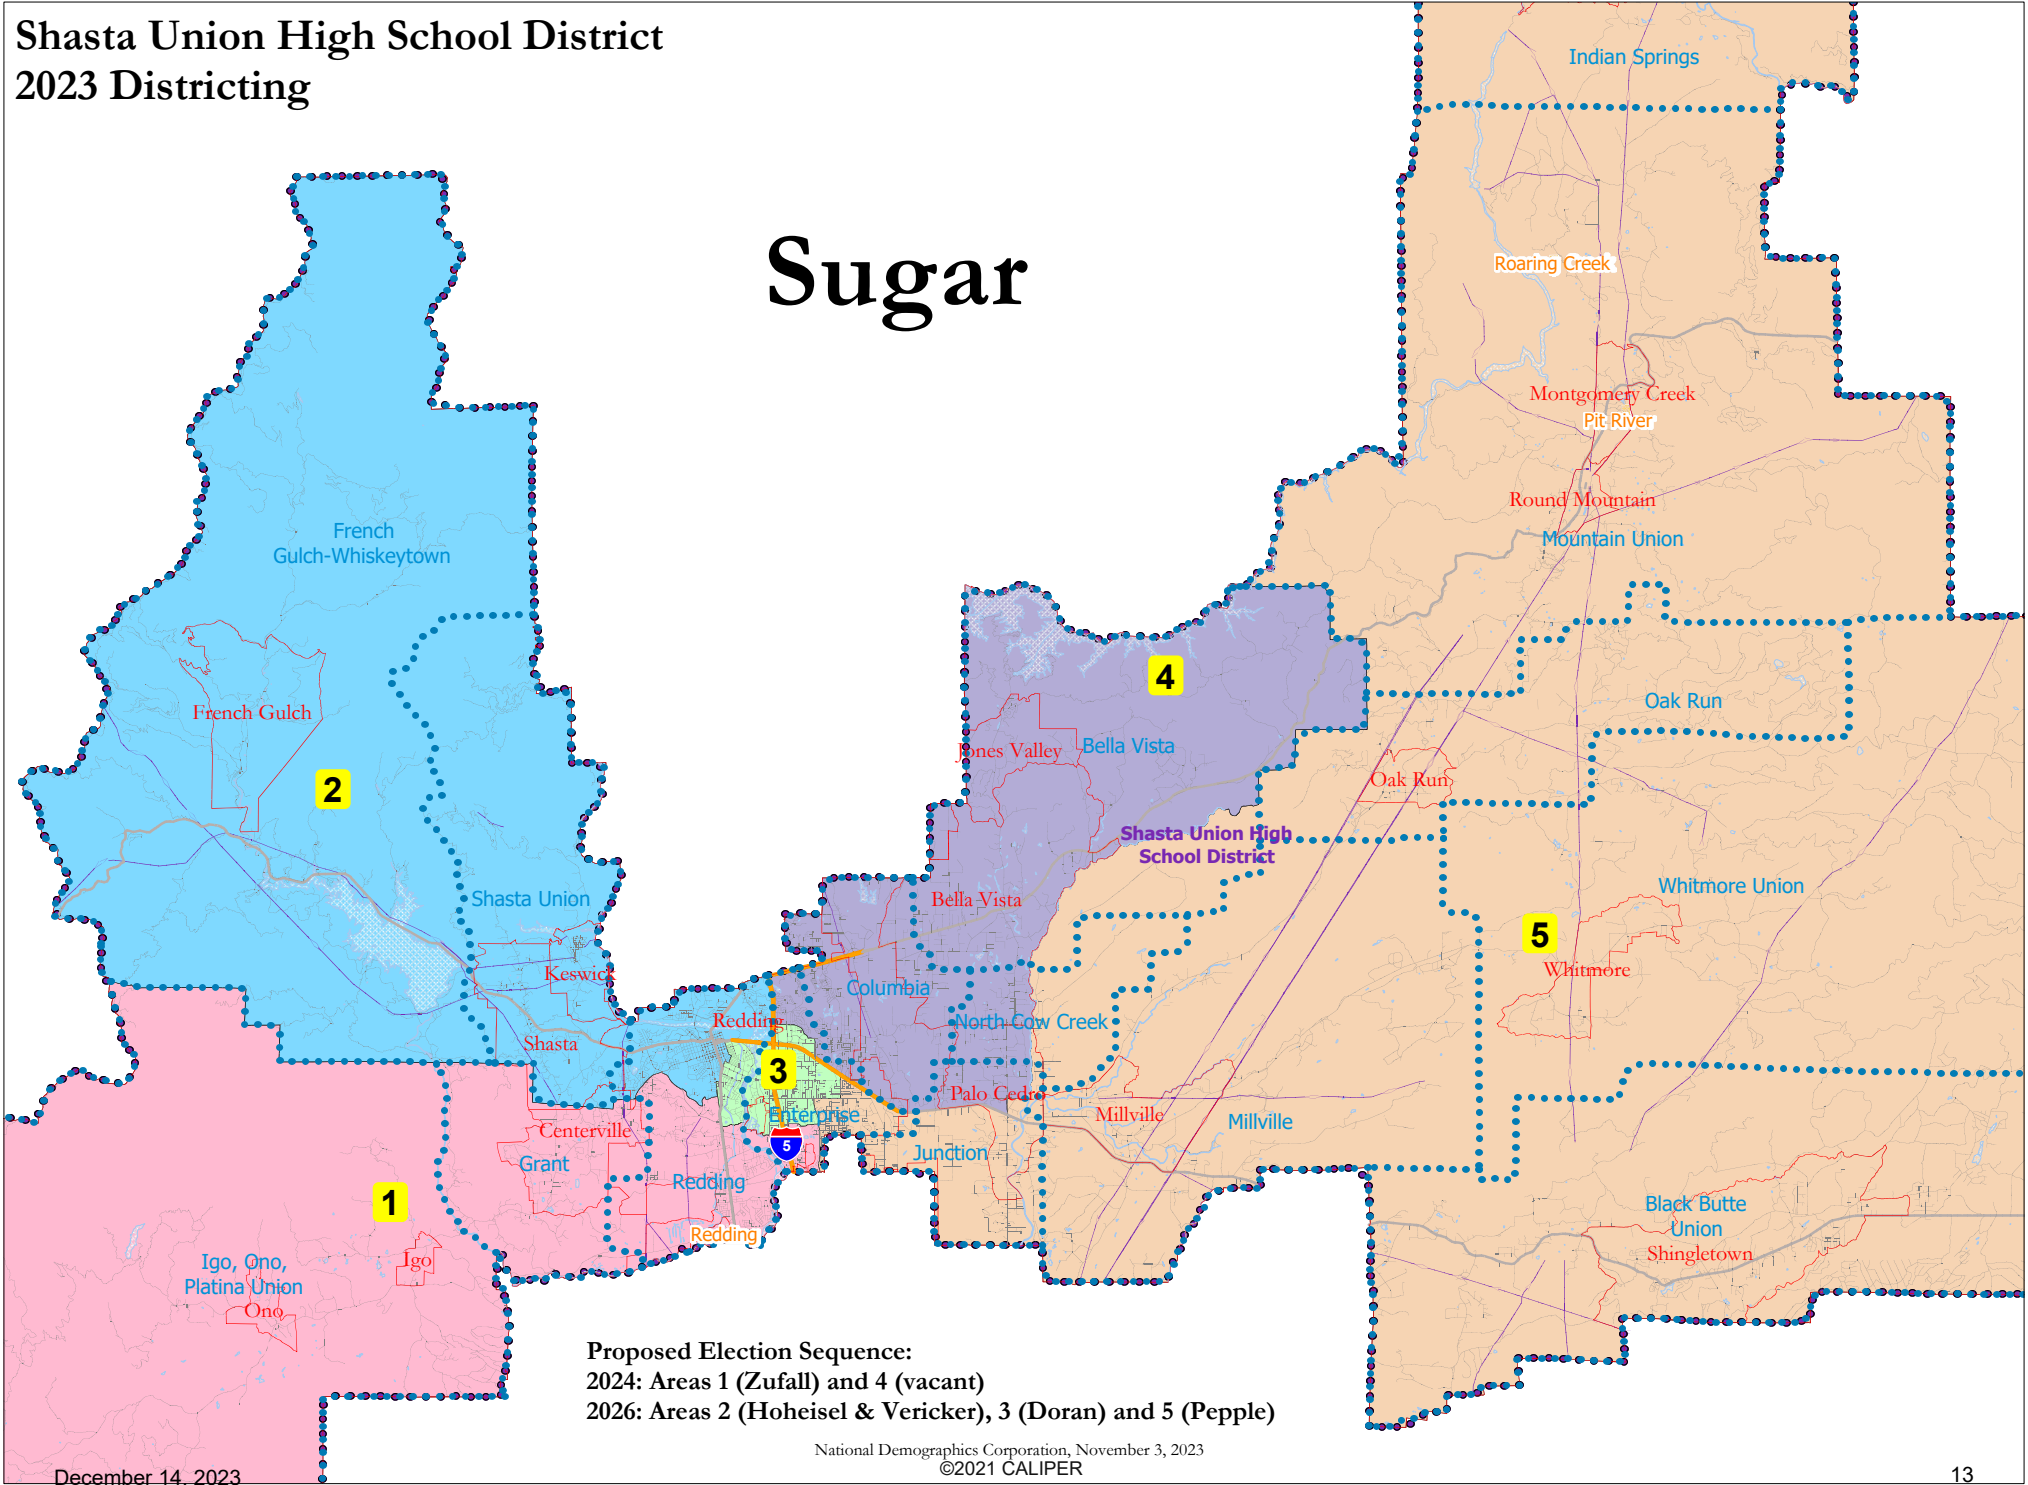 Shasta Union High School District
2023 Districting
Sugar
Indian Springs
Roaring Creek
Montgomery Creek
Pit River
Round Mountain
Mountain Union
French
Gulch-Whiskeytown
French Gulch
2
4
Jones Valley
Bella Vista
Oak Run
Oak Run
Shasta Union High
School District
Shasta Union
Bella Vista
Whitmore Union
5
Whitmore
Keswick
Columbia
Redding
North Cow Creek
Shasta
3
Palo Cedro
Enterprise
Millville
Millville
Centerville
5
Junction
Grant
Redding
1
Redding
Black Butte
Union
Shingletown
Igo
Igo, Ono,
Platina Union
Ono
Proposed Election Sequence:
2024: Areas 1 (Zufall) and 4 (vacant)
2026: Areas 2 (Hoheisel & Vericker), 3 (Doran) and 5 (Pepple)
National Demographics Corporation, November 3, 2023
©2021 CALIPER
December 14, 2023
13